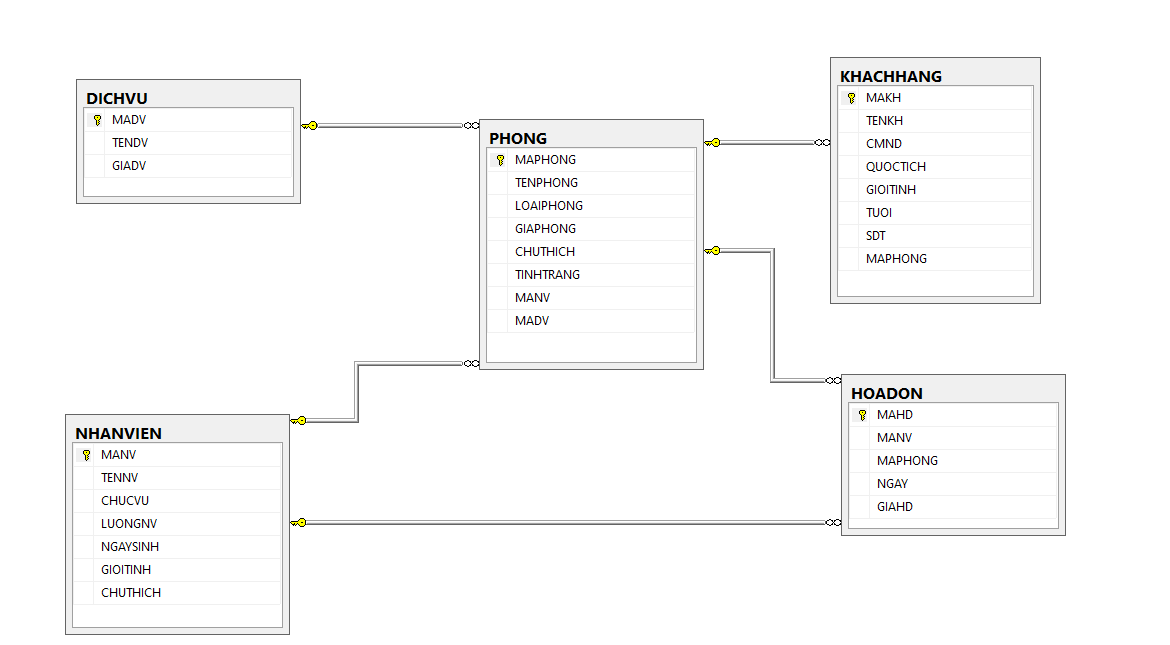 DICHVU
MADV
TENDV
GIADV
PHONG
MAPHONG
TENPHONG
LOAIPHONG
GIAPHONG
CHUTHICH
TINHTRANG
MANV
MADV
KHACHHANG
MAKH
TENKH
CMND
QUOCTICH
GIOITINH
TUOI
SDT
MAPHONG
NHANVIEN
MANV
TENNV
CHUCVU
LUONGNV
NGAYSINH
GIOITINH
CHUTHICH
HOADON
MAHD
MANV
MAPHONG
NGAY
GIAHD